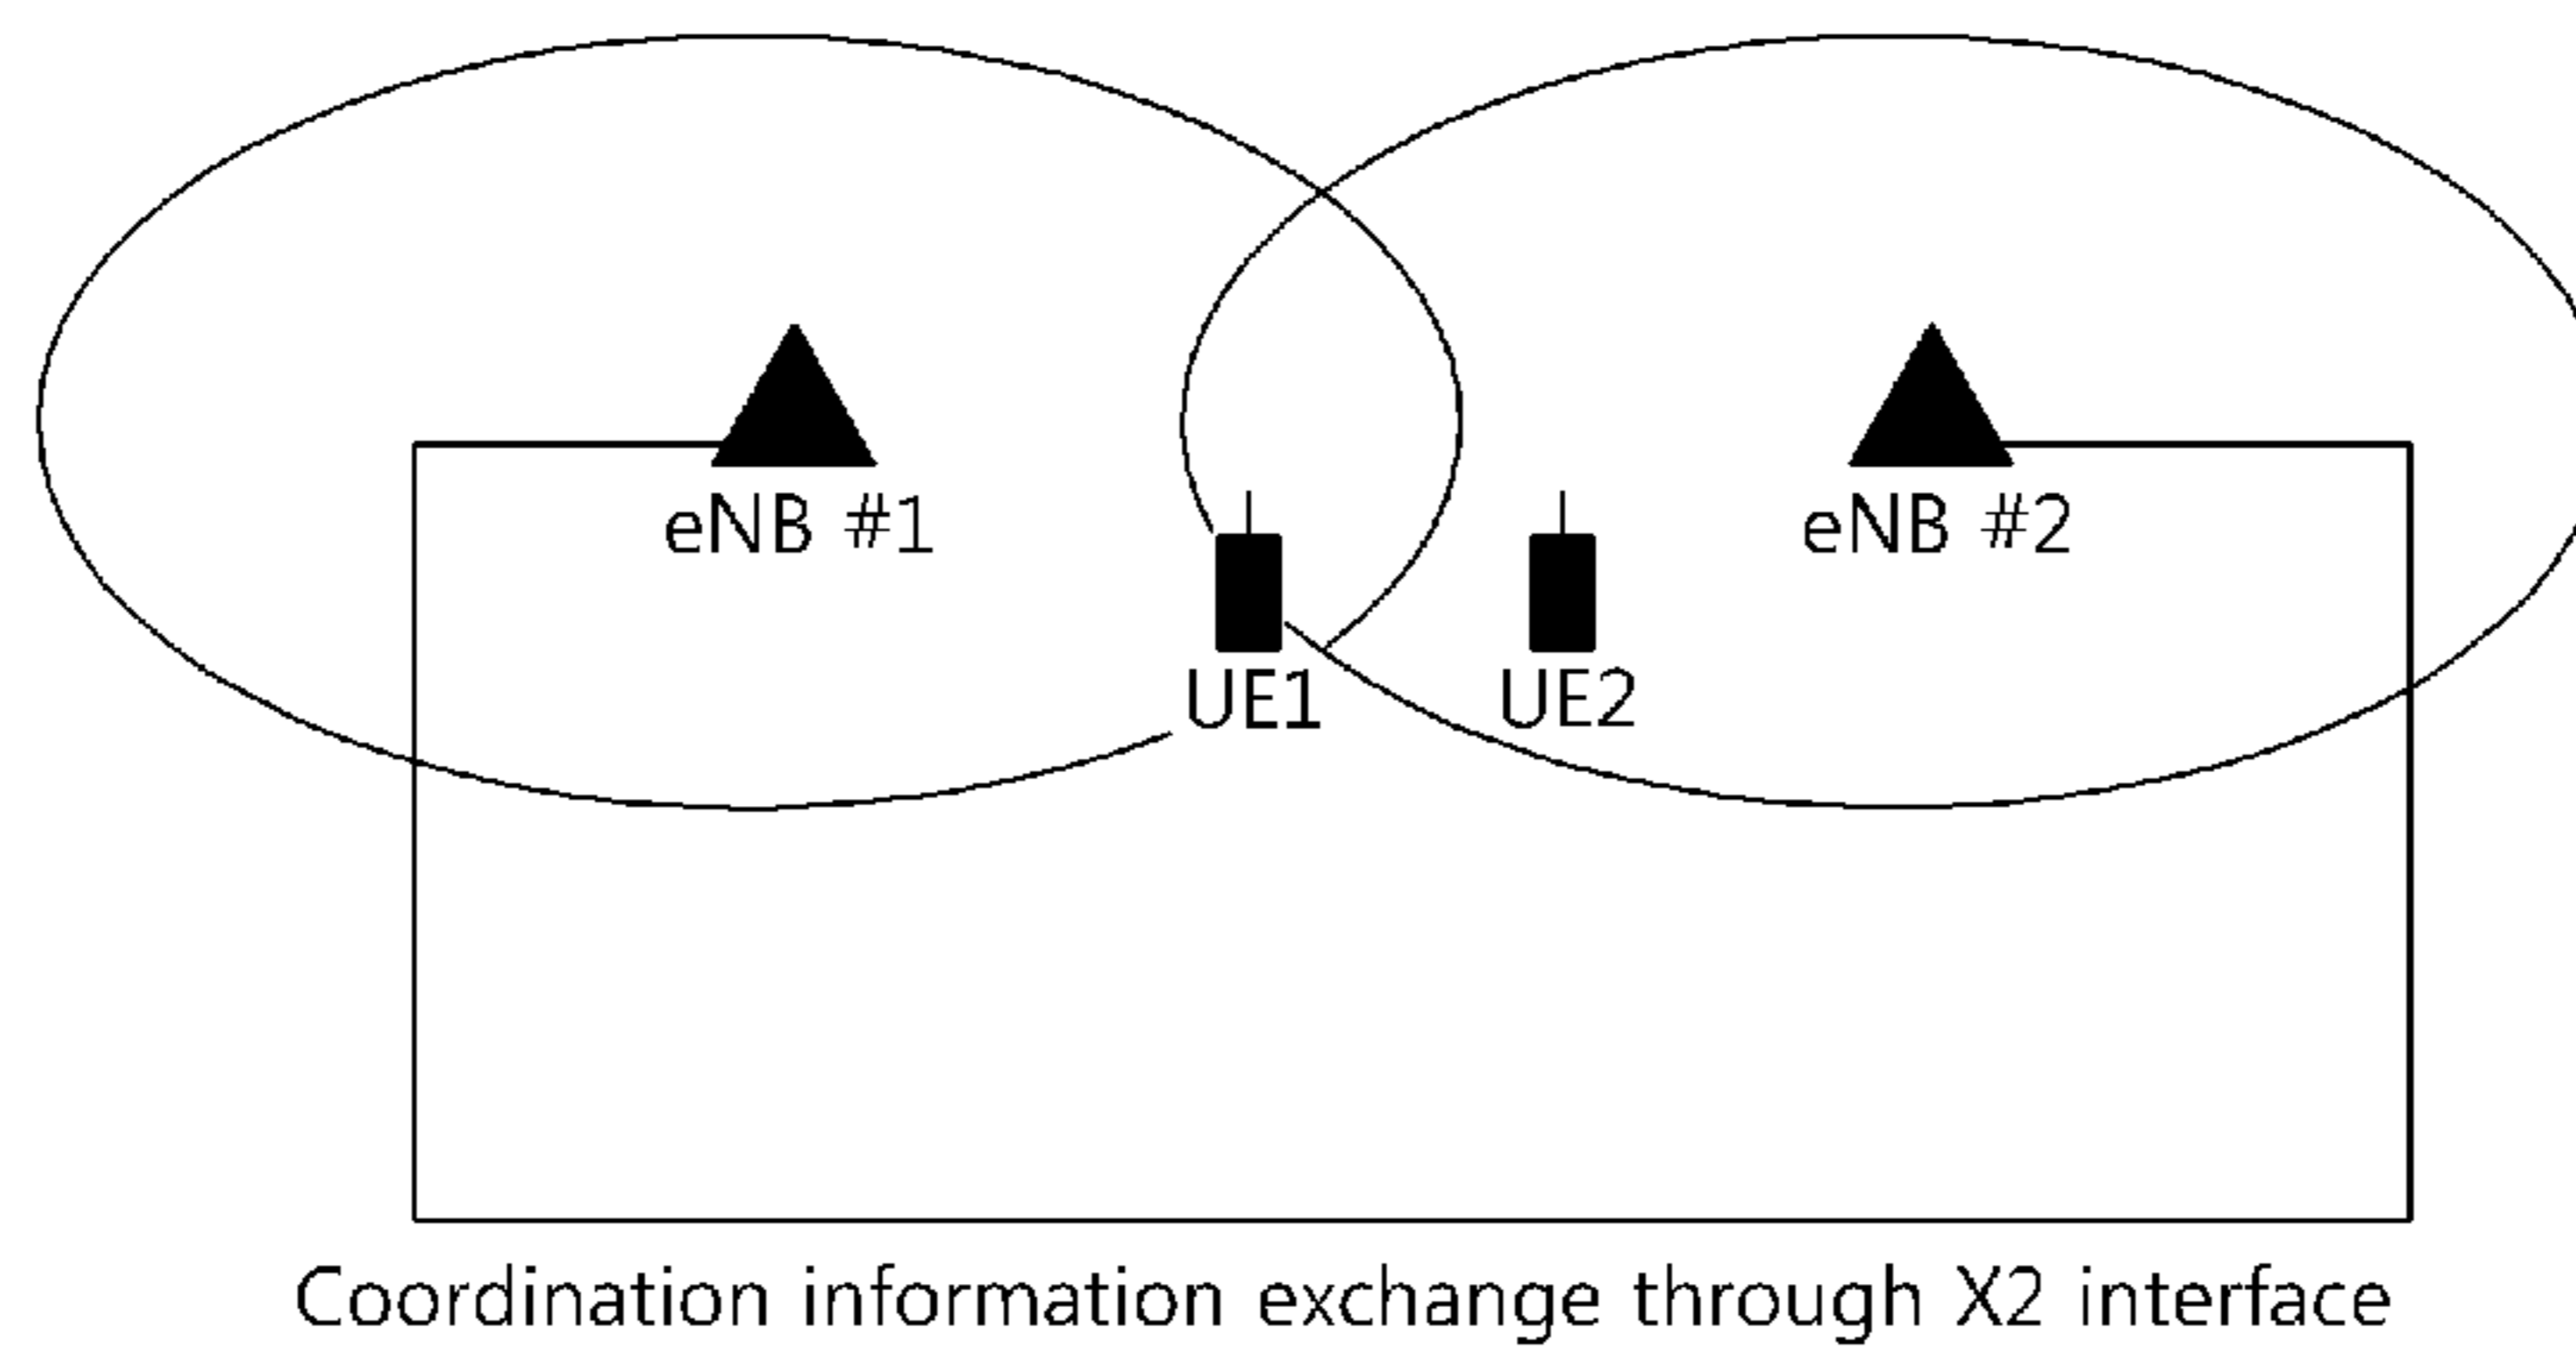 eNB #1
eNB #2
UE1
UE2
Coordination information exchange through X2 interface